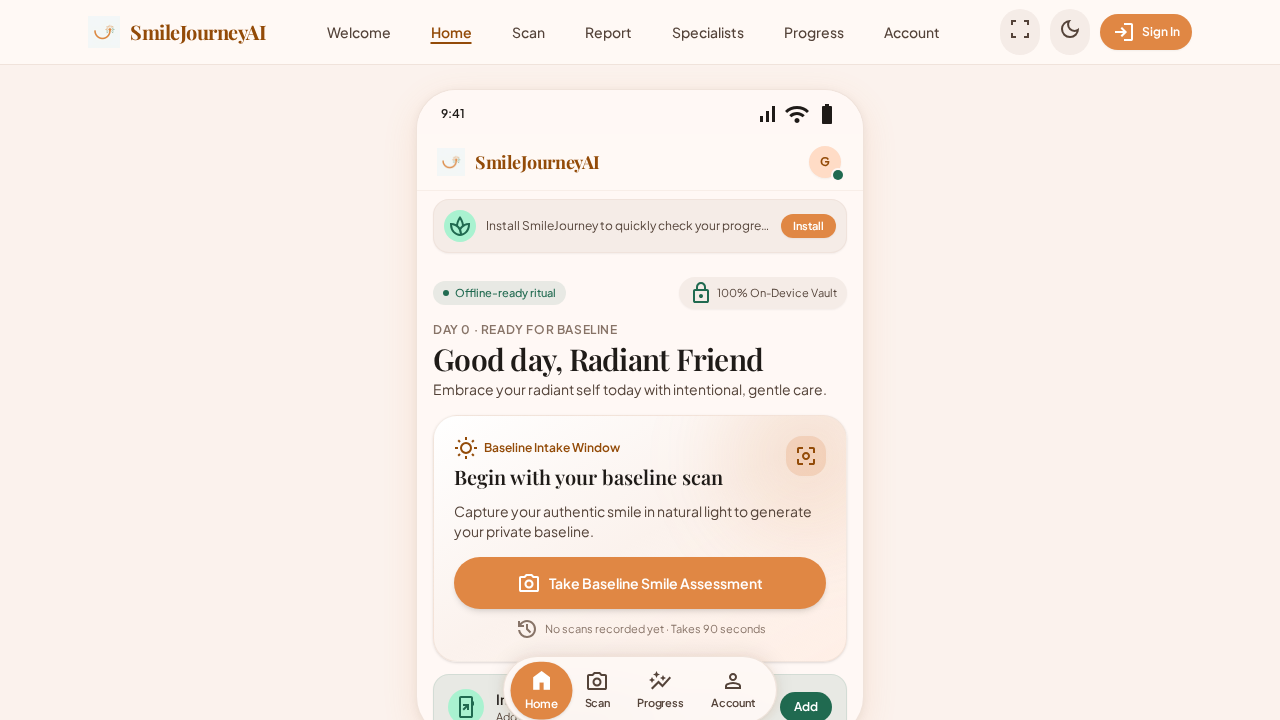 SmileJourneyAI
Welcome
Home
Scan
Report
Specialists
Progress
Account
Sign In
9:41
SmileJourneyAI
G
Install SmileJourney to quickly check your progre...
Install
Offline-ready ritual
100% On-Device Vault
DAY 0 · READY FOR BASELINE
Good day, Radiant Friend
Embrace your radiant self today with intentional, gentle care.
Baseline Intake Window
Begin with your baseline scan
Capture your authentic smile in natural light to generate
your private baseline.
Take Baseline Smile Assessment
No scans recorded yet · Takes 90 seconds
Add
Home
Scan
Progress
Account